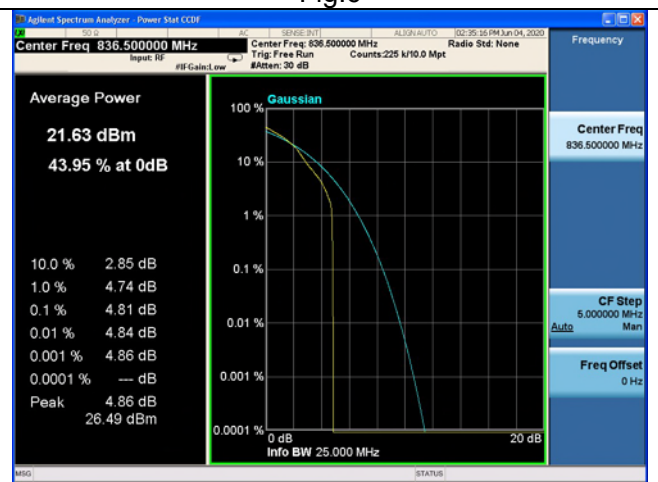 Agilent Spectrum Analyzer - Power Stat CCDF
50 Ω AC SENSE:INT ALIGN AUTO 02:35:16 PM Jun 04, 2020
Center Freq 836.500000 MHz
Input: RF
#IFGain:Low
Center Freq: 836.500000 MHz Radio Std: None
Trig: Free Run Counts:225 k/10.0 Mpt
#Atten: 30 dB
Frequency
Average Power
21.63 dBm
43.95 % at 0dB
10.0 % 2.85 dB
1.0 % 4.74 dB
0.1 % 4.81 dB
0.01 % 4.84 dB
0.001 % 4.86 dB
0.0001 % --- dB
Peak 4.86 dB
26.49 dBm
Gaussian
100 %
10 %
1 %
0.1 %
0.01 %
0.001 %
0.0001 %
0 dB 20 dB
Info BW 25.000 MHz
Center Freq
836.500000 MHz
CF Step
5.000000 MHz
Auto Man
Freq Offset
0 Hz
MSG STATUS